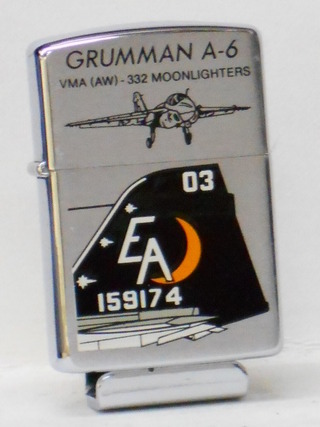 GRUMMAN A-6
VMA (AW) - 332 MOONLIGHTERS
03
EA
159174